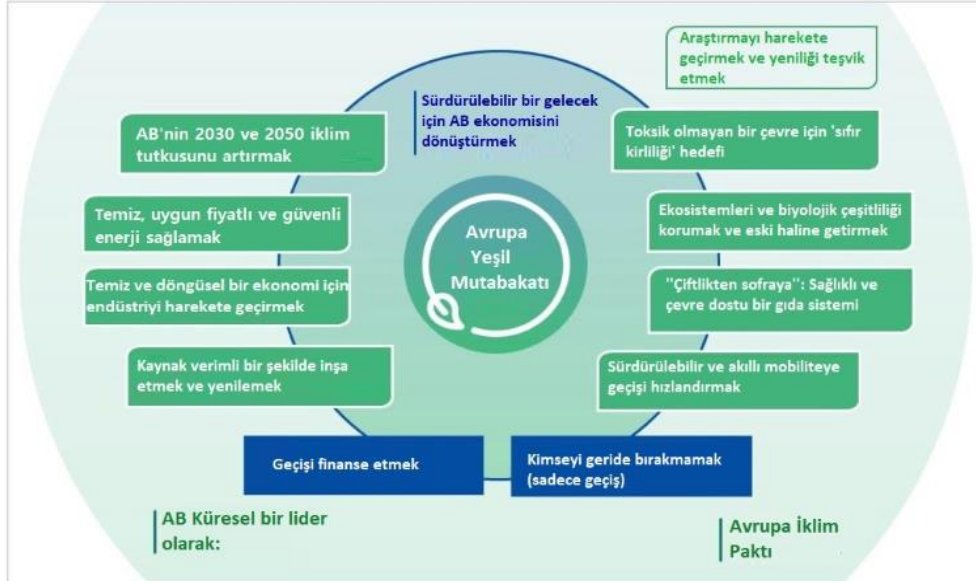 Araştırmayı harekete
geçirmek ve yeniliği teşvik
etmek
Sürdürülebilir bir gelecek
için AB ekonomisini
dönüştürmek
AB'nin 2030 ve 2050 iklim
tutkusunu artırmak
Toksik olmayan bir çevre için 'sıfır
kirliliği' hedefi
Temiz, uygun fiyatlı ve güvenli
enerji sağlamak
Ekosistemleri ve biyolojik çeşitliliği
korumak ve eski haline getirmek
Avrupa
Yeşil
Mutabakatı
Temiz ve döngüsel bir ekonomi için
endüstriyi harekete geçirmek
"Çiftlikten sofraya": Sağlıklı ve
çevre dostu bir gıda sistemi
Kaynak verimli bir şekilde inşa
etmek ve yenilemek
Sürdürülebilir ve akıllı mobiliteye
geçişi hızlandırmak
Geçişi finanse etmek
Kimseyi geride bırakmamak
(sadece geçiş)
AB Küresel bir lider
olarak:
Avrupa İklim
Paktı